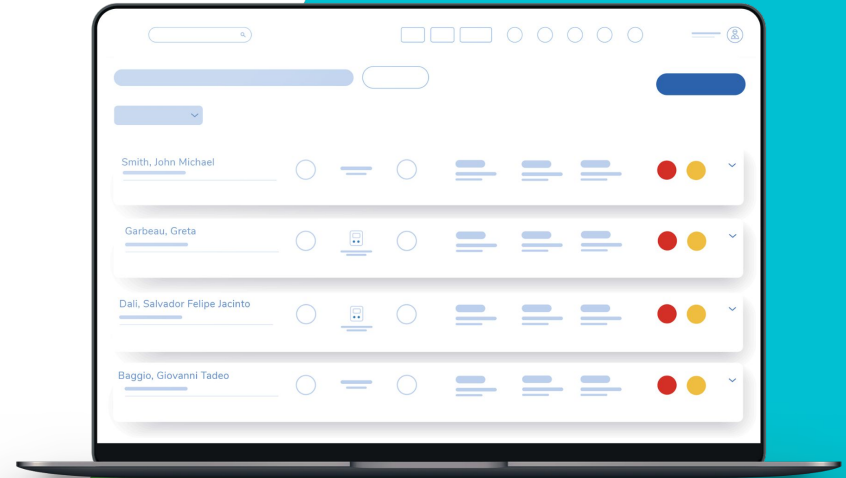 Smith, John Michael
Garbeau, Greta
Dali, Salvador Felipe Jacinto
Baggio, Giovanni Tadeo